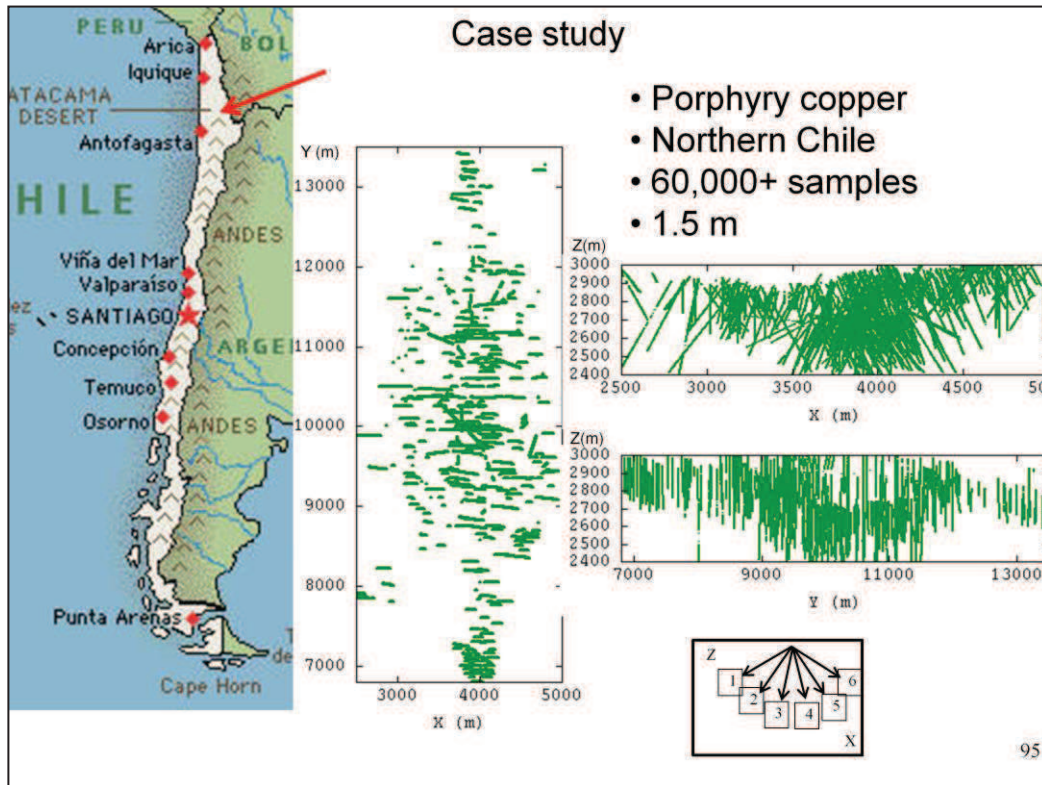 Case study
• Porphyry copper
• Northern Chile
• 60,000+ samples
• 1.5 m
PERU
BOL
Arica
Iquique
ATACAMA
DESERT
Antofagasta
HILE
ANDES
Viña del Mar
Valparaíso
SANTIAGO
Concepción
ARGEN
Temuco
Osorno
ANDES
Punta Arenas
Cape Horn
Y (m)
13000
12000
11000
10000
9000
8000
7000
3000 4000 5000
X (m)
Z(m)
3000
2900
2800
2700
2600
2500
2400
2500 3000 3500 4000 4500 50
X (m)
Z(m)
3000
2900
2800
2700
2600
2500
2400
7000 9000 11000 13000
Y (m)
Z
1 6
2 5
3 4
X
95